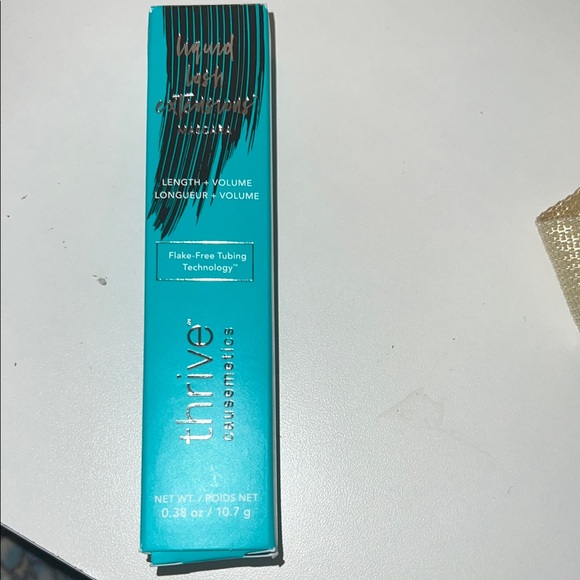 liquid
lash
extensions
MASCARA
LENGTH + VOLUME
LONGUEUR + VOLUME
Flake-Free Tubing
Technology™
thrive
causemetics
NET WT. / POIDS NET
0.38 oz / 10.7 g